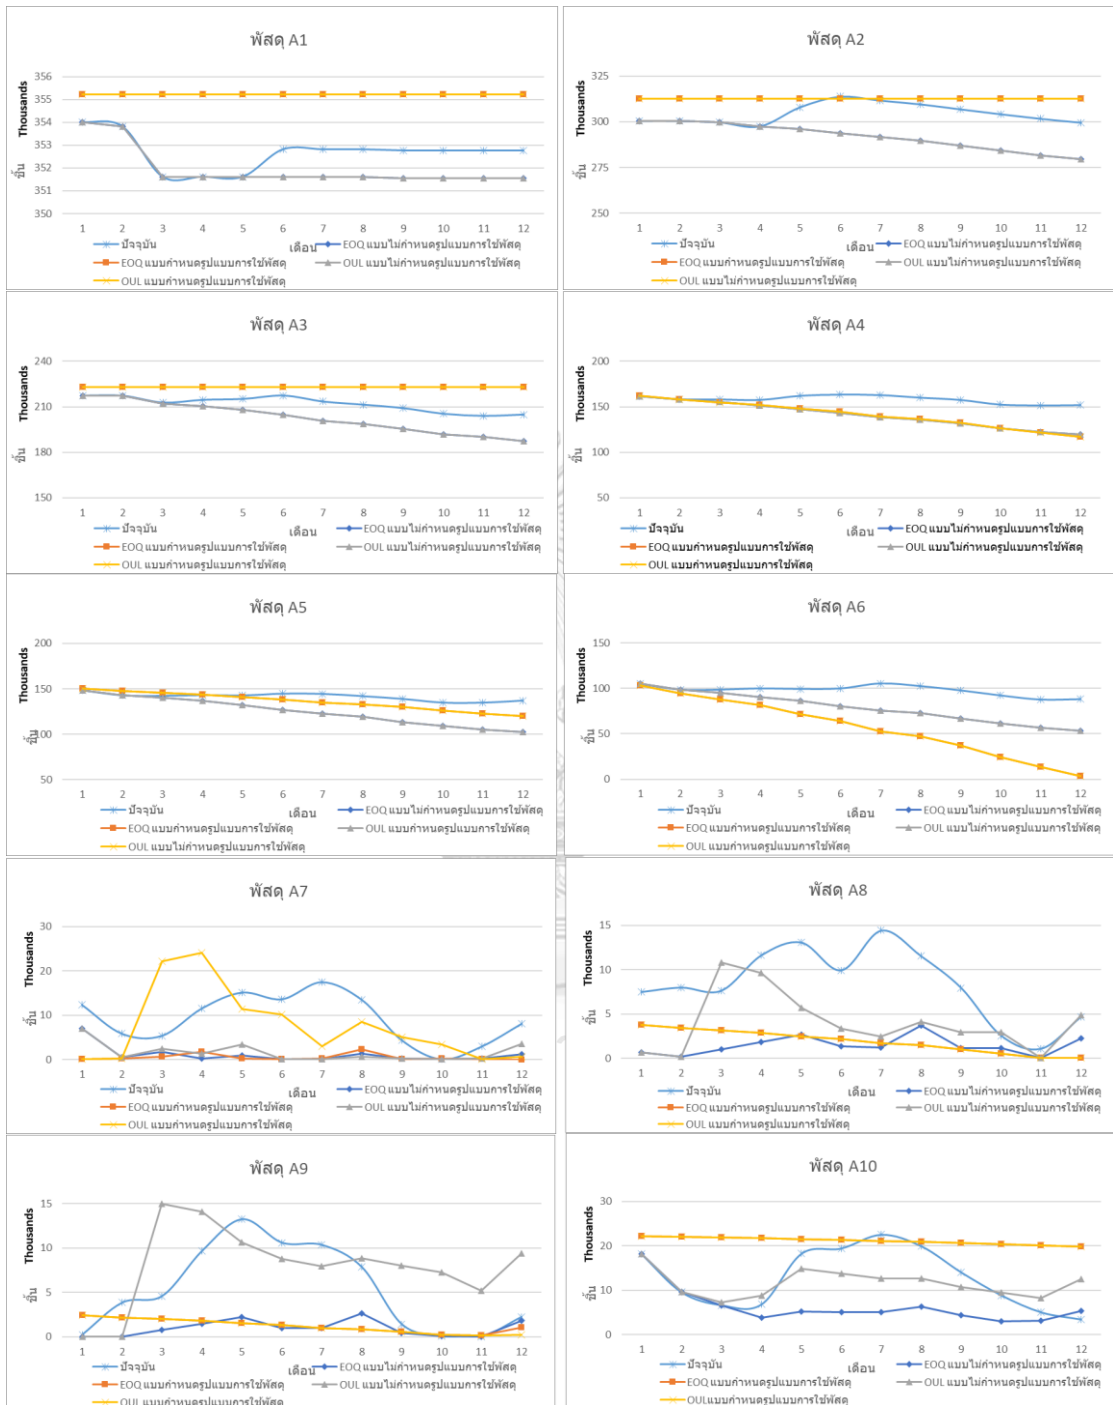 พัสดุ A1
Thousands
ชิ้น
356
355
354
353
352
351
350
1 2 3 4 5 6 7 8 9 10 11 12
เดือน
ปัจจุบัน
EOQ แบบไม่กำหนดรูปแบบการใช้พัสดุ
EOQ แบบกำหนดรูปแบบการใช้พัสดุ
OUL แบบไม่กำหนดรูปแบบการใช้พัสดุ
OUL แบบกำหนดรูปแบบการใช้พัสดุ
พัสดุ A2
Thousands
ชิ้น
325
300
275
250
1 2 3 4 5 6 7 8 9 10 11 12
เดือน
ปัจจุบัน
EOQ แบบไม่กำหนดรูปแบบการใช้พัสดุ
EOQ แบบกำหนดรูปแบบการใช้พัสดุ
OUL แบบไม่กำหนดรูปแบบการใช้พัสดุ
OUL แบบกำหนดรูปแบบการใช้พัสดุ
พัสดุ A3
Thousands
ชิ้น
240
210
180
150
1 2 3 4 5 6 7 8 9 10 11 12
เดือน
ปัจจุบัน
EOQ แบบไม่กำหนดรูปแบบการใช้พัสดุ
EOQ แบบกำหนดรูปแบบการใช้พัสดุ
OUL แบบไม่กำหนดรูปแบบการใช้พัสดุ
OUL แบบกำหนดรูปแบบการใช้พัสดุ
พัสดุ A4
Thousands
ชิ้น
200
150
100
50
1 2 3 4 5 6 7 8 9 10 11 12
เดือน
ปัจจุบัน
EOQ แบบไม่กำหนดรูปแบบการใช้พัสดุ
EOQ แบบกำหนดรูปแบบการใช้พัสดุ
OUL แบบไม่กำหนดรูปแบบการใช้พัสดุ
OUL แบบกำหนดรูปแบบการใช้พัสดุ
พัสดุ A5
Thousands
ชิ้น
200
150
100
50
1 2 3 4 5 6 7 8 9 10 11 12
เดือน
ปัจจุบัน
EOQ แบบไม่กำหนดรูปแบบการใช้พัสดุ
EOQ แบบกำหนดรูปแบบการใช้พัสดุ
OUL แบบกำหนดรูปแบบการใช้พัสดุ
OUL แบบไม่กำหนดรูปแบบการใช้พัสดุ
พัสดุ A6
Thousands
ชิ้น
150
100
50
0
1 2 3 4 5 6 7 8 9 10 11 12
เดือน
ปัจจุบัน
EOQ แบบไม่กำหนดรูปแบบการใช้พัสดุ
EOQ แบบกำหนดรูปแบบการใช้พัสดุ
OUL แบบไม่กำหนดรูปแบบการใช้พัสดุ
OUL แบบกำหนดรูปแบบการใช้พัสดุ
พัสดุ A7
Thousands
ชิ้น
30
20
10
0
1 2 3 4 5 6 7 8 9 10 11 12
เดือน
ปัจจุบัน
EOQ แบบไม่กำหนดรูปแบบการใช้พัสดุ
EOQ แบบกำหนดรูปแบบการใช้พัสดุ
OUL แบบไม่กำหนดรูปแบบการใช้พัสดุ
OUL แบบกำหนดรูปแบบการใช้พัสดุ
พัสดุ A8
Thousands
ชิ้น
15
10
5
0
1 2 3 4 5 6 7 8 9 10 11 12
เดือน
ปัจจุบัน
EOQ แบบไม่กำหนดรูปแบบการใช้พัสดุ
EOQ แบบกำหนดรูปแบบการใช้พัสดุ
OUL แบบไม่กำหนดรูปแบบการใช้พัสดุ
OUL แบบกำหนดรูปแบบการใช้พัสดุ
พัสดุ A9
Thousands
ชิ้น
15
10
5
0
1 2 3 4 5 6 7 8 9 10 11 12
เดือน
ปัจจุบัน
EOQ แบบไม่กำหนดรูปแบบการใช้พัสดุ
EOQ แบบกำหนดรูปแบบการใช้พัสดุ
OUL แบบไม่กำหนดรูปแบบการใช้พัสดุ
OUL แบบกำหนดรูปแบบการใช้พัสดุ
พัสดุ A10
Thousands
ชิ้น
30
20
10
0
1 2 3 4 5 6 7 8 9 10 11 12
เดือน
ปัจจุบัน
EOQ แบบไม่กำหนดรูปแบบการใช้พัสดุ
EOQ แบบกำหนดรูปแบบการใช้พัสดุ
OUL แบบไม่กำหนดรูปแบบการใช้พัสดุ
OULแบบกำหนดรูปแบบการใช้พัสดุ